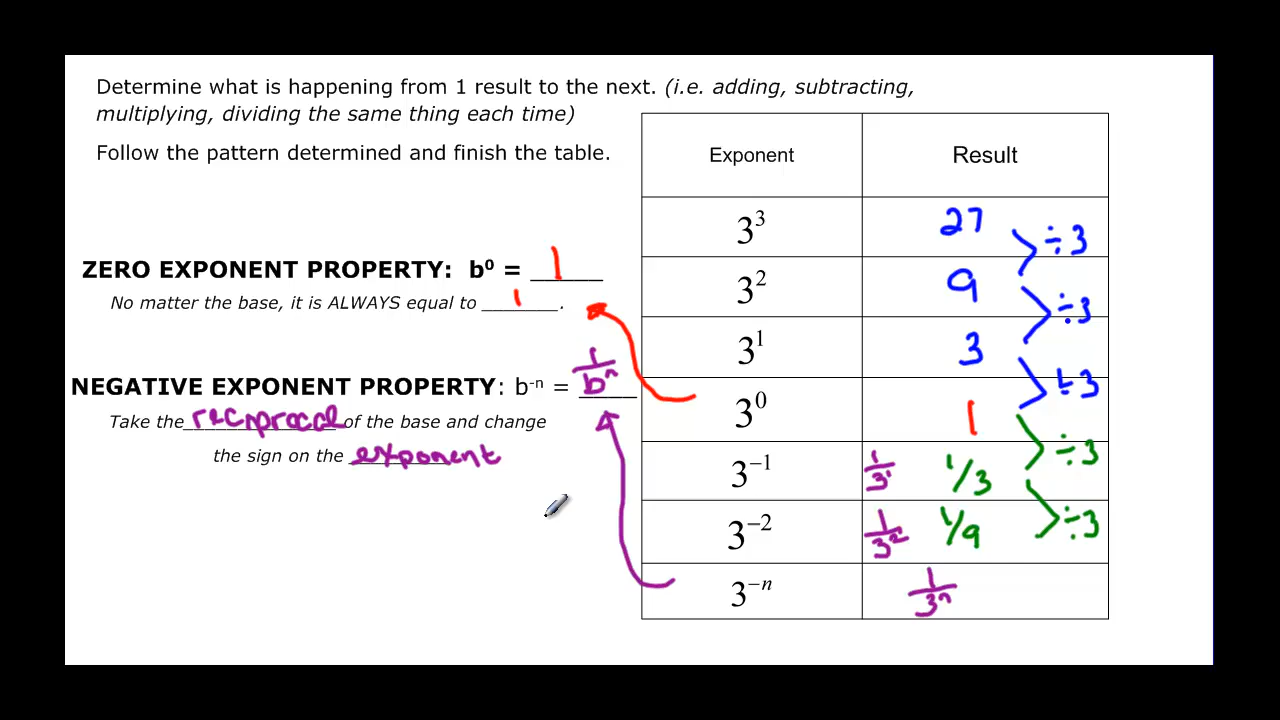 Determine what is happening from 1 result to the next. (i.e. adding, subtracting,
multiplying, dividing the same thing each time)
Follow the pattern determined and finish the table.
Exponent Result
3³ 27
÷3
3² 9
÷3
3¹ 3
÷3
3⁰ 1
÷3
3⁻¹ 1/3¹ 1/3
÷3
3⁻² 1/3² 1/9
3⁻ⁿ 1/3ⁿ
ZERO EXPONENT PROPERTY: b⁰ = 1
No matter the base, it is ALWAYS equal to 1.
NEGATIVE EXPONENT PROPERTY: b⁻ⁿ = 1/bⁿ
Take the reciprocal of the base and change
the sign on the exponent